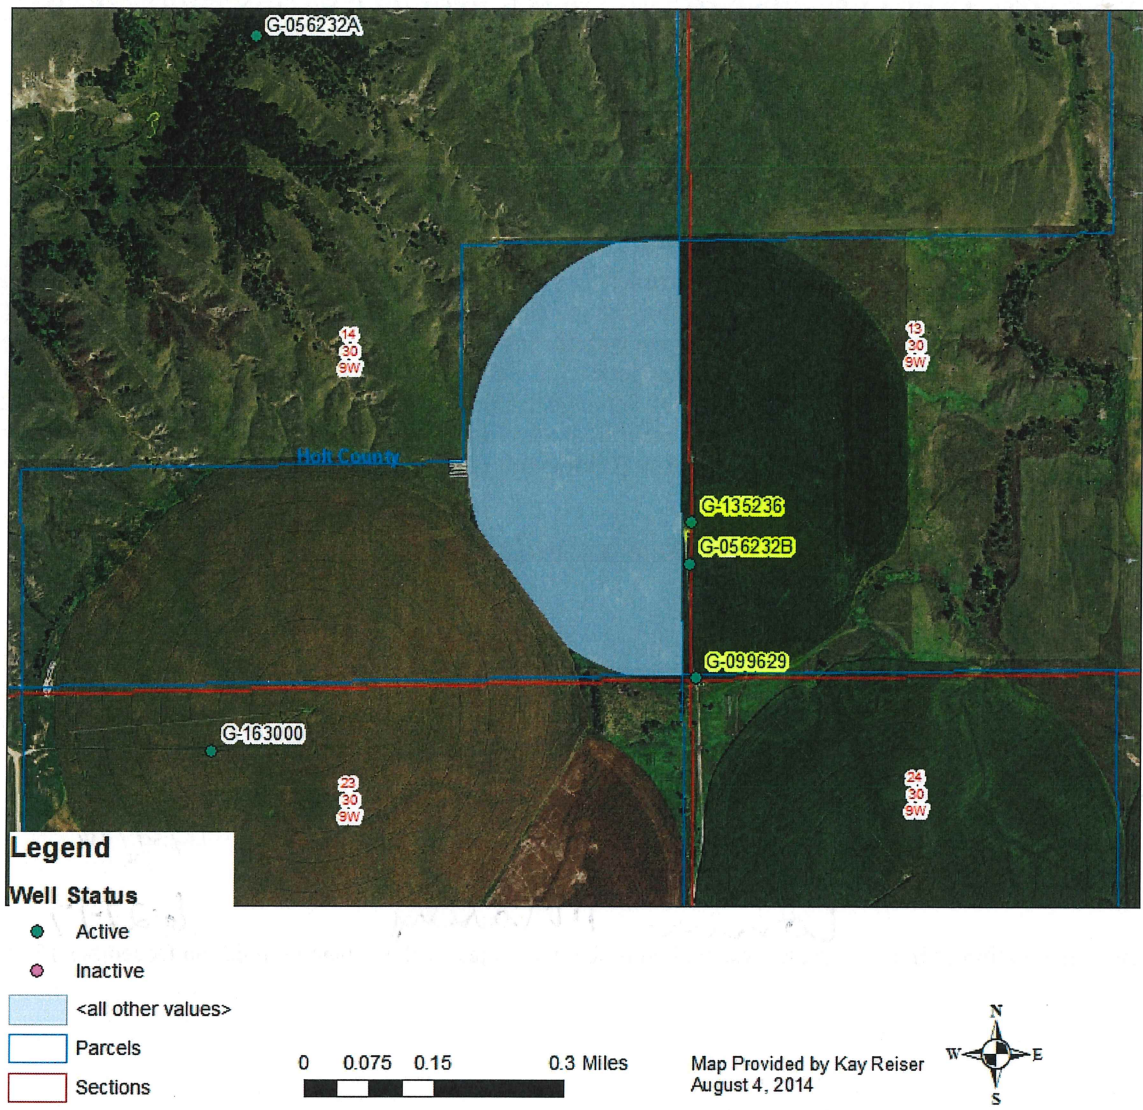 G-056232A
14
30
9W
13
30
9W
Holt County
G-135236
G-056232B
G-099629
G-163000
23
30
9W
24
30
9W
Legend
Well Status
Active
Inactive
<all other values>
Parcels
Sections
0 0.075 0.15 0.3 Miles
Map Provided by Kay Reiser
August 4, 2014
N
W E
S